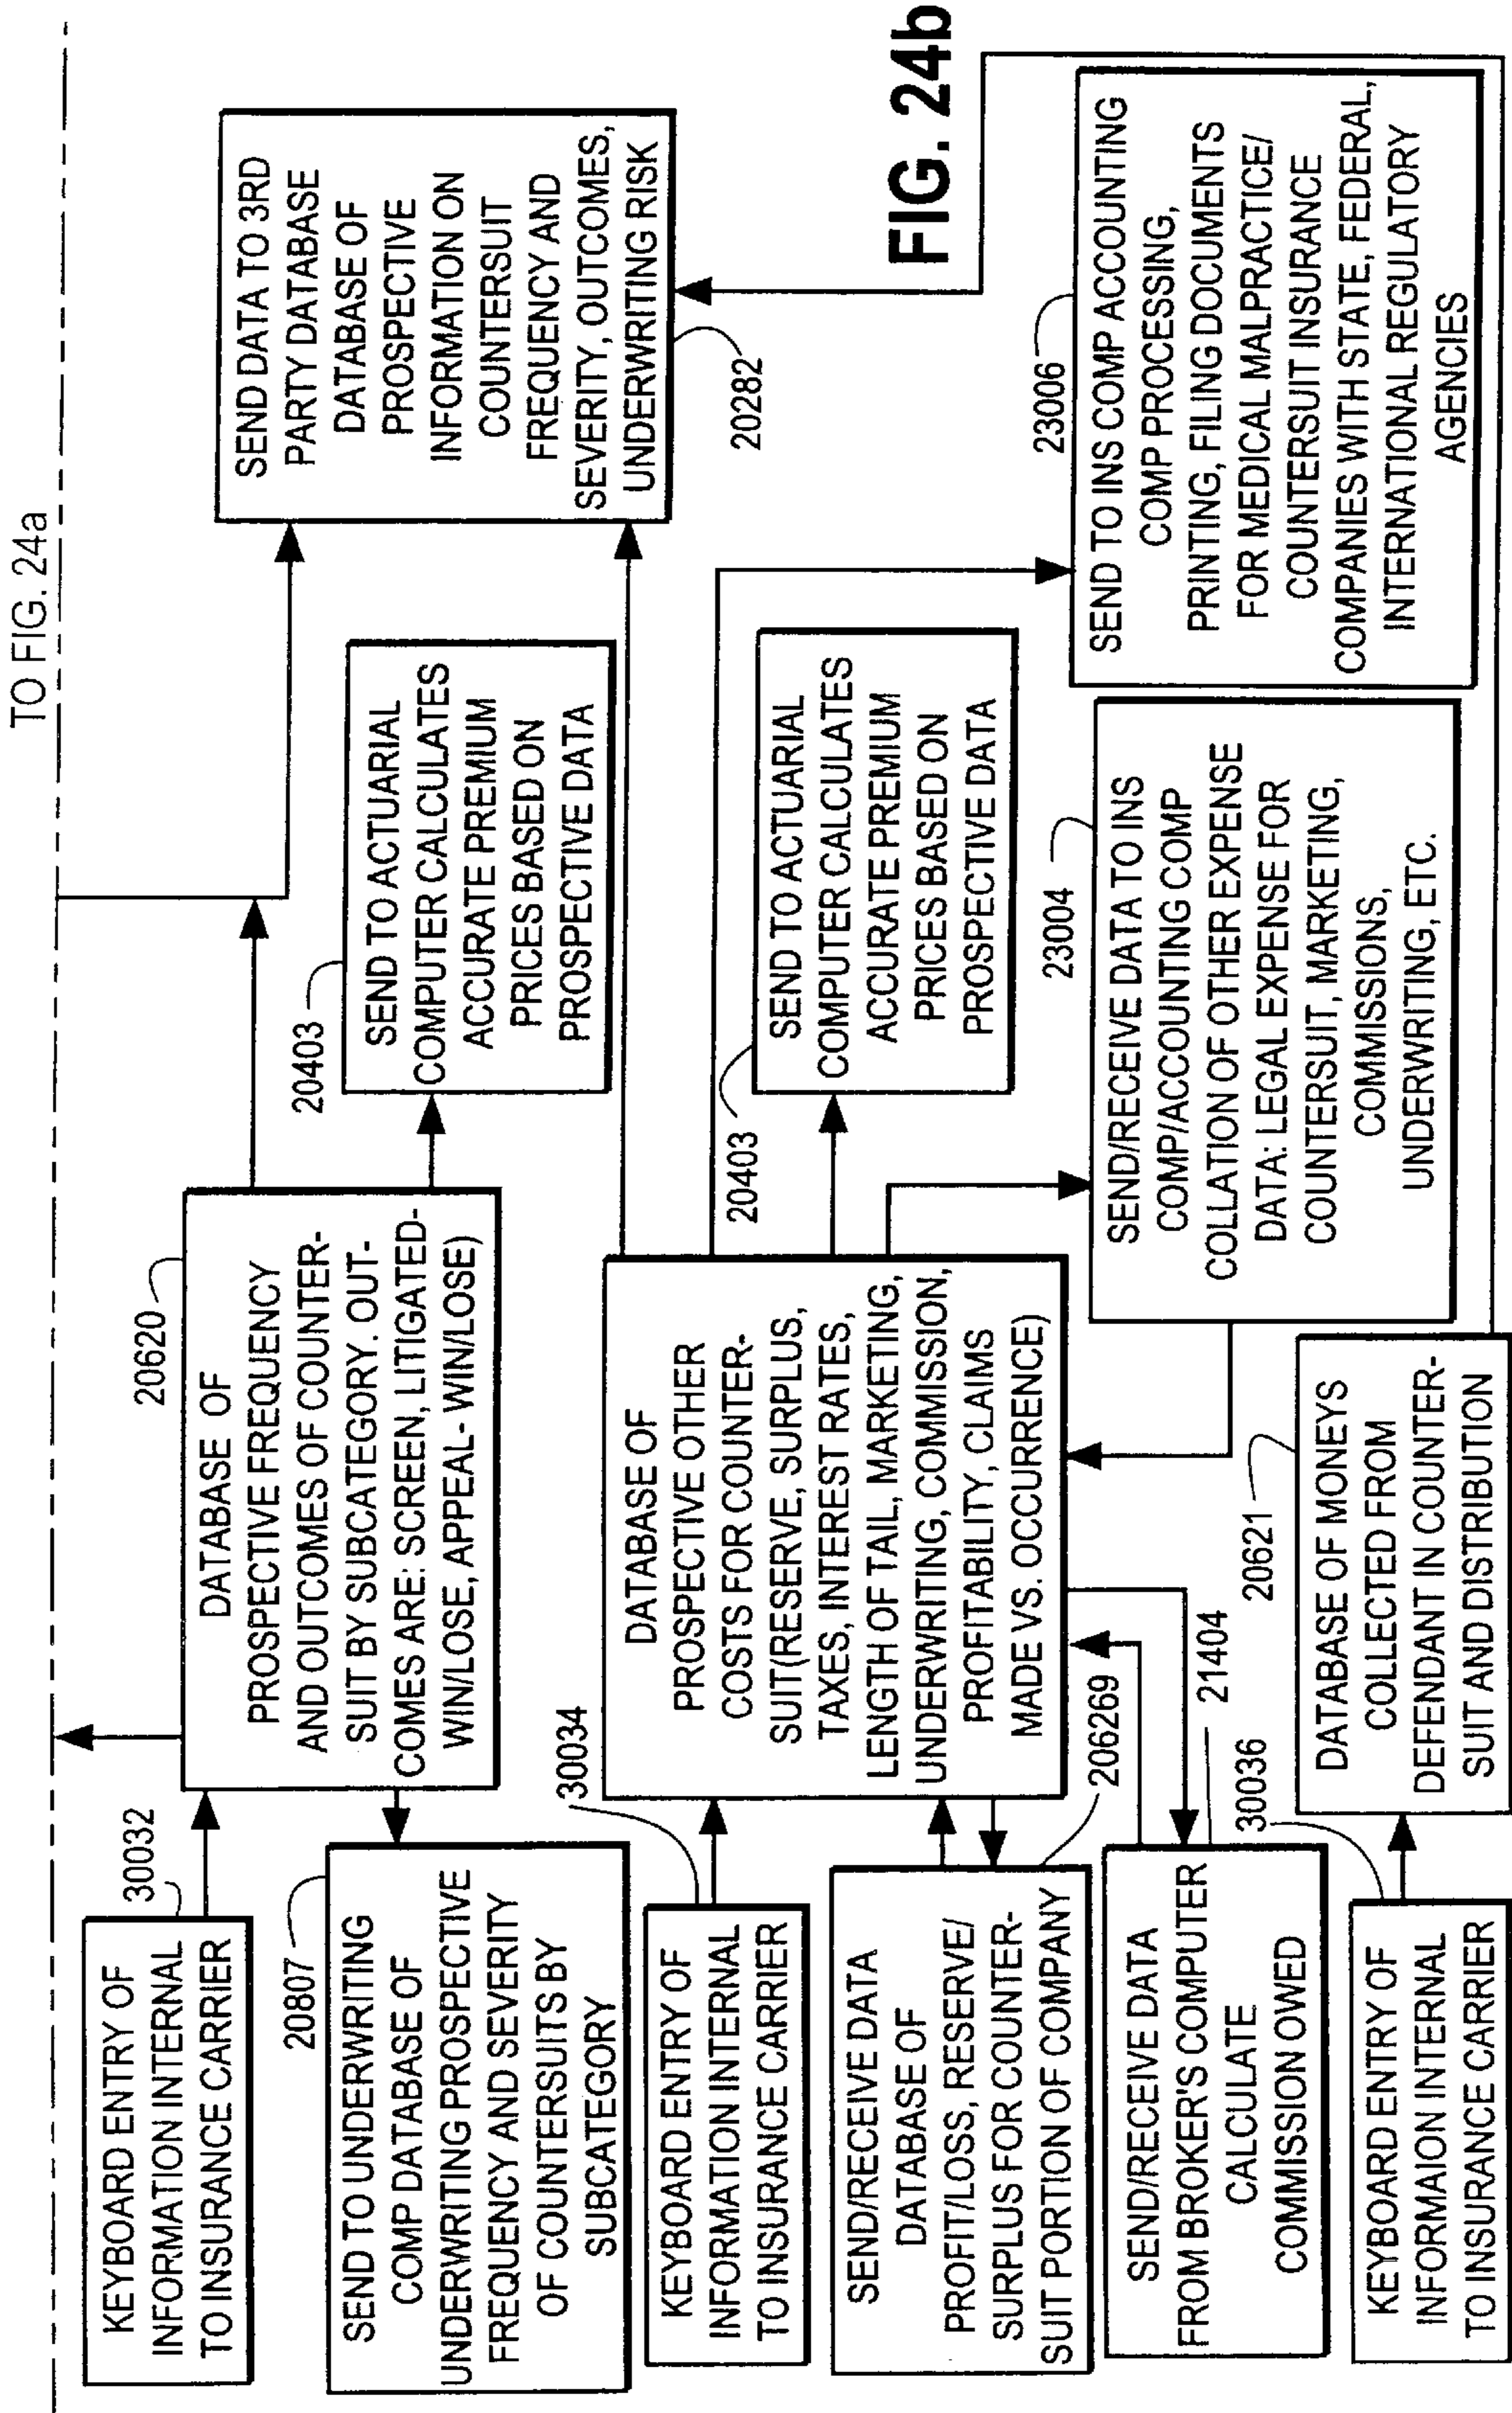 TO FIG. 24a
KEYBOARD ENTRY OF
INFORMATION INTERNAL
TO INSURANCE CARRIER
30032
DATABASE OF
PROSPECTIVE FREQUENCY
AND OUTCOMES OF COUNTER-
SUIT BY SUBCATEGORY. OUT-
COMES ARE: SCREEN, LITIGATED-
WIN/LOSE, APPEAL- WIN/LOSE)
20620
SEND DATA TO 3RD
PARTY DATABASE
DATABASE OF
PROSPECTIVE
INFORMATION ON
COUNTERSUIT
FREQUENCY AND
SEVERITY, OUTCOMES,
UNDERWRITING RISK
20282
SEND TO UNDERWRITING
COMP DATABASE OF
UNDERWRITING PROSPECTIVE
FREQUENCY AND SEVERITY
OF COUNTERSUITS BY
SUBCATEGORY
20807
20403
SEND TO ACTUARIAL
COMPUTER CALCULATES
ACCURATE PREMIUM
PRICES BASED ON
PROSPECTIVE DATA
KEYBOARD ENTRY OF
INFORMATION INTERNAL
TO INSURANCE CARRIER
30034
DATABASE OF
PROSPECTIVE OTHER
COSTS FOR COUNTER-
SUIT(RESERVE, SURPLUS,
TAXES, INTEREST RATES,
LENGTH OF TAIL, MARKETING,
UNDERWRITING, COMMISSION,
PROFITABILITY, CLAIMS
MADE VS. OCCURRENCE)
20403
SEND TO ACTUARIAL
COMPUTER CALCULATES
ACCURATE PREMIUM
PRICES BASED ON
PROSPECTIVE DATA
FIG. 24b
SEND/RECEIVE DATA
DATABASE OF
PROFIT/LOSS, RESERVE/
SURPLUS FOR COUNTER-
SUIT PORTION OF COMPANY
206269
SEND/RECEIVE DATA
FROM BROKER'S COMPUTER
CALCULATE
COMMISSION OWED
21404
23004
SEND/RECEIVE DATA TO INS
COMP/ACCOUNTING COMP
COLLATION OF OTHER EXPENSE
DATA: LEGAL EXPENSE FOR
COUNTERSUIT, MARKETING,
COMMISSIONS,
UNDERWRITING, ETC.
23006
SEND TO INS COMP ACCOUNTING
COMP PROCESSING,
PRINTING, FILING DOCUMENTS
FOR MEDICAL MALPRACTICE/
COUNTERSUIT INSURANCE
COMPANIES WITH STATE, FEDERAL,
INTERNATIONAL REGULATORY
AGENCIES
KEYBOARD ENTRY OF
INFORMAION INTERNAL
TO INSURANCE CARRIER
30036
20621
DATABASE OF MONEYS
COLLECTED FROM
DEFENDANT IN COUNTER-
SUIT AND DISTRIBUTION